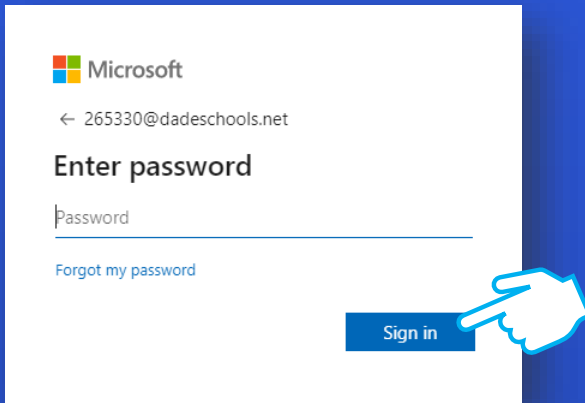 Microsoft
← 265330@dadeschools.net
Enter password
Password
Forgot my password
Sign in